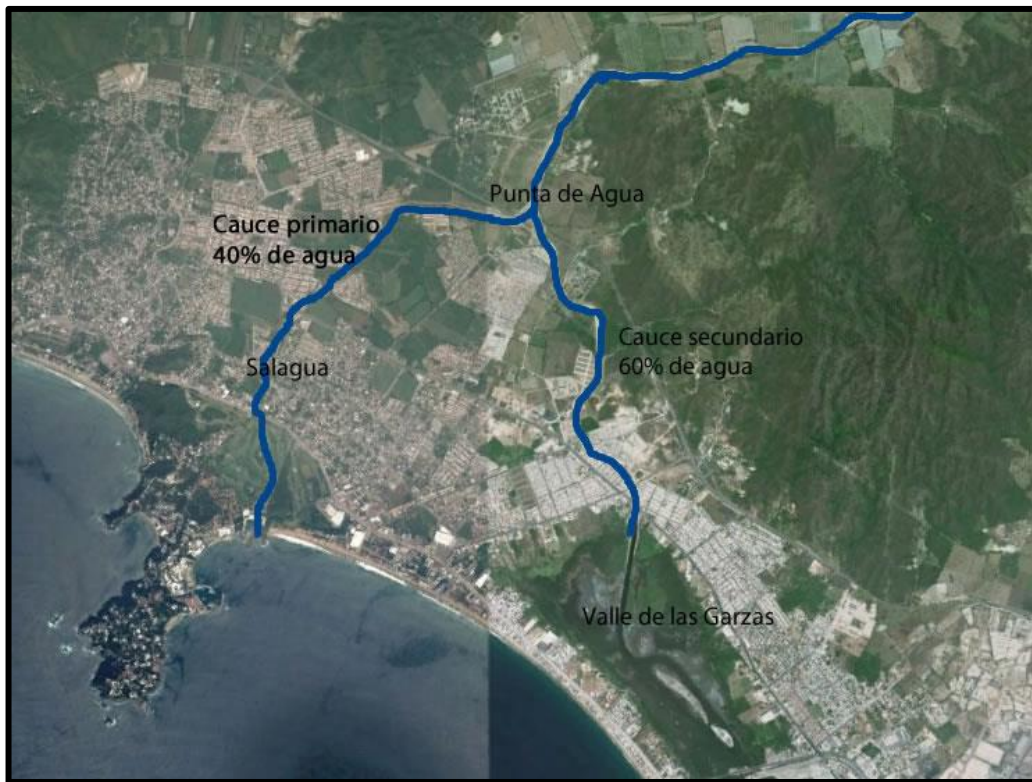 Punta de Agua
Cauce primario
40% de agua
Cauce secundario
60% de agua
Salagua
Valle de las Garzas